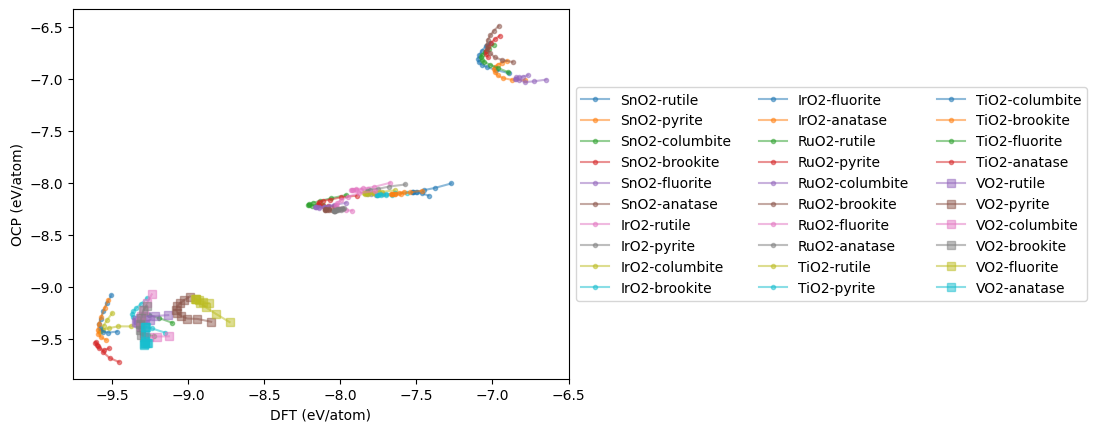 −6.5
−7.0
−7.5
−8.0
−8.5
−9.0
−9.5
OCP (eV/atom)
−9.5 −9.0 −8.5 −8.0 −7.5 −7.0 −6.5
DFT (eV/atom)
SnO2-rutile
SnO2-pyrite
SnO2-columbite
SnO2-brookite
SnO2-fluorite
SnO2-anatase
IrO2-rutile
IrO2-pyrite
IrO2-columbite
IrO2-brookite
IrO2-fluorite
IrO2-anatase
RuO2-rutile
RuO2-pyrite
RuO2-columbite
RuO2-brookite
RuO2-fluorite
RuO2-anatase
TiO2-rutile
TiO2-pyrite
TiO2-columbite
TiO2-brookite
TiO2-fluorite
TiO2-anatase
VO2-rutile
VO2-pyrite
VO2-columbite
VO2-brookite
VO2-fluorite
VO2-anatase